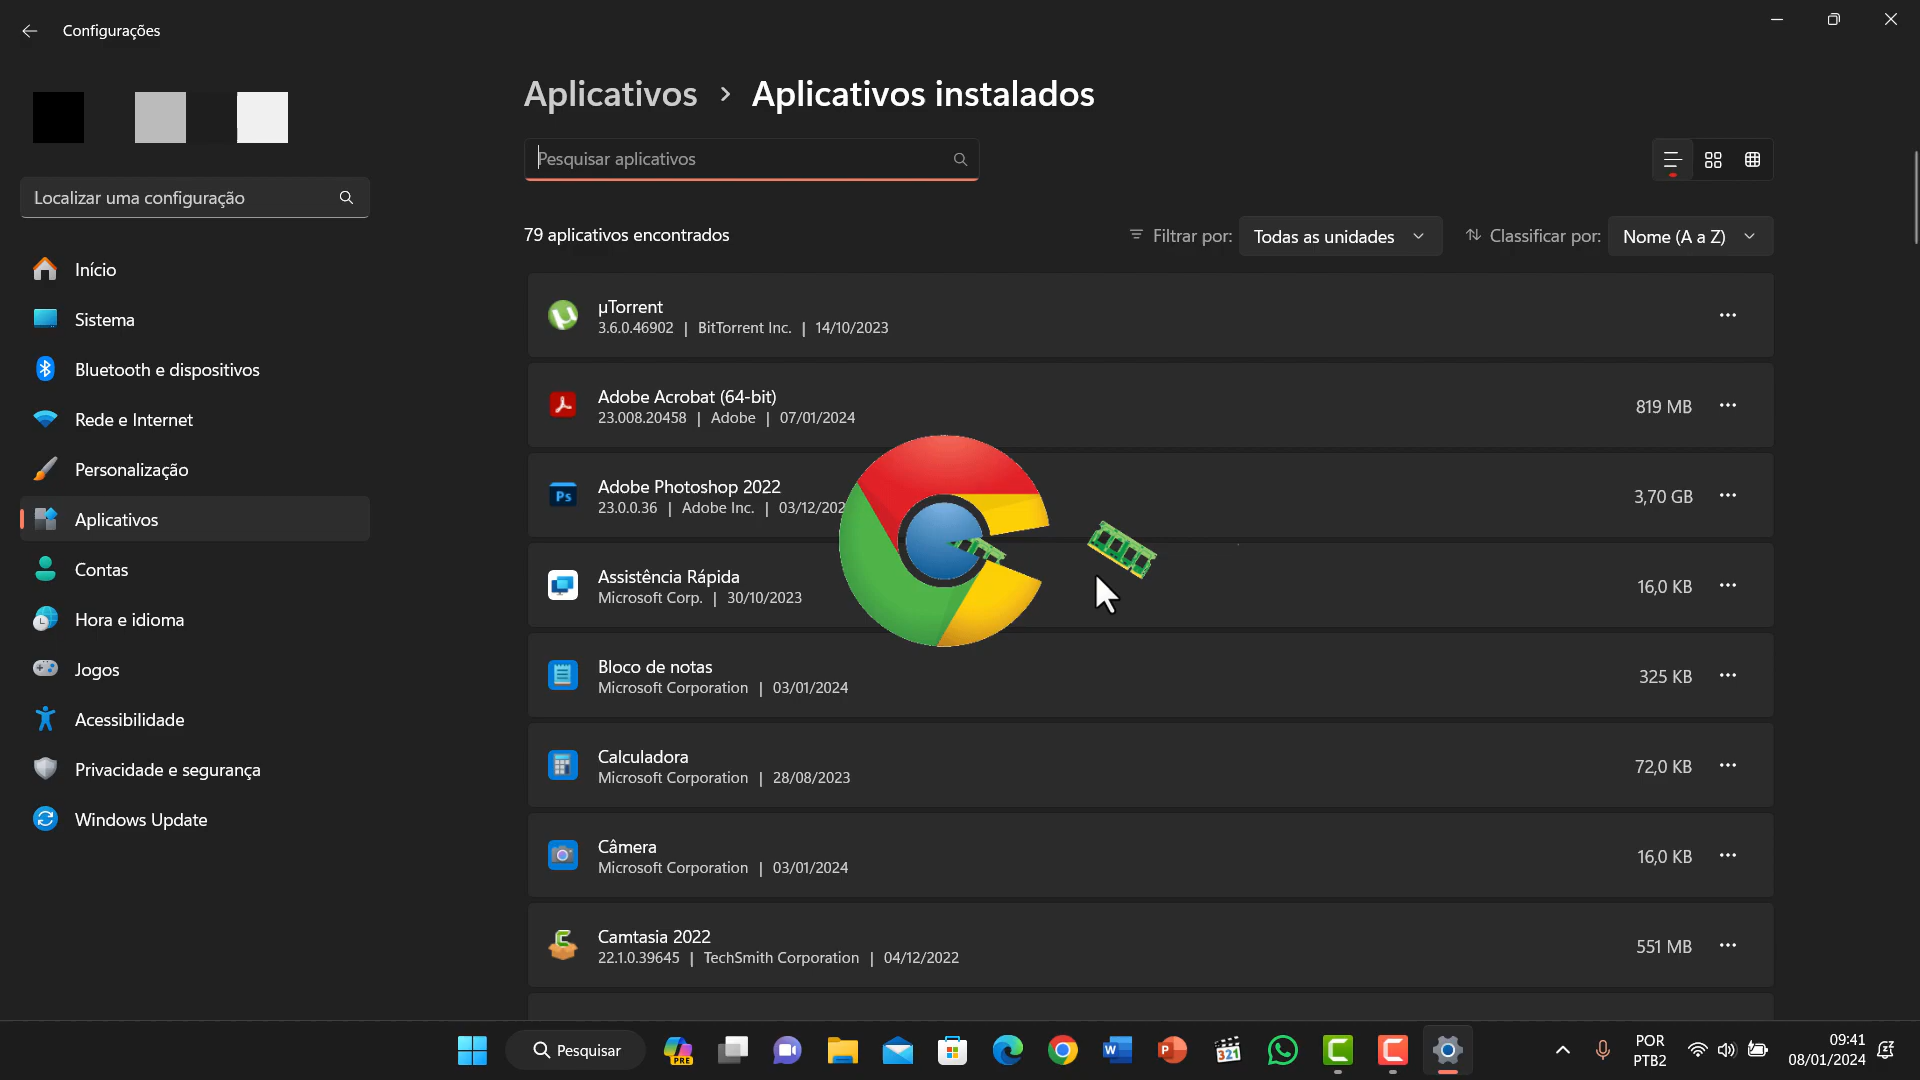 Configurações
Localizar uma configuração
Início
Sistema
Bluetooth e dispositivos
Rede e Internet
Personalização
Aplicativos
Contas
Hora e idioma
Jogos
Acessibilidade
Privacidade e segurança
Windows Update
Aplicativos › Aplicativos instalados
Pesquisar aplicativos
79 aplicativos encontrados
Filtrar por: Todas as unidades
Classificar por: Nome (A a Z)
µTorrent
3.6.0.46902 | BitTorrent Inc. | 14/10/2023
Adobe Acrobat (64-bit)
23.008.20458 | Adobe | 07/01/2024
819 MB
Adobe Photoshop 2022
23.0.0.36 | Adobe Inc. | 03/12/202
3,70 GB
Ps
Assistência Rápida
Microsoft Corp. | 30/10/2023
16,0 KB
Bloco de notas
Microsoft Corporation | 03/01/2024
325 KB
Calculadora
Microsoft Corporation | 28/08/2023
72,0 KB
Câmera
Microsoft Corporation | 03/01/2024
16,0 KB
Camtasia 2022
22.1.0.39645 | TechSmith Corporation | 04/12/2022
551 MB
Pesquisar
PRE
W
P
321
C
C
POR
PTB2
09:41
08/01/2024